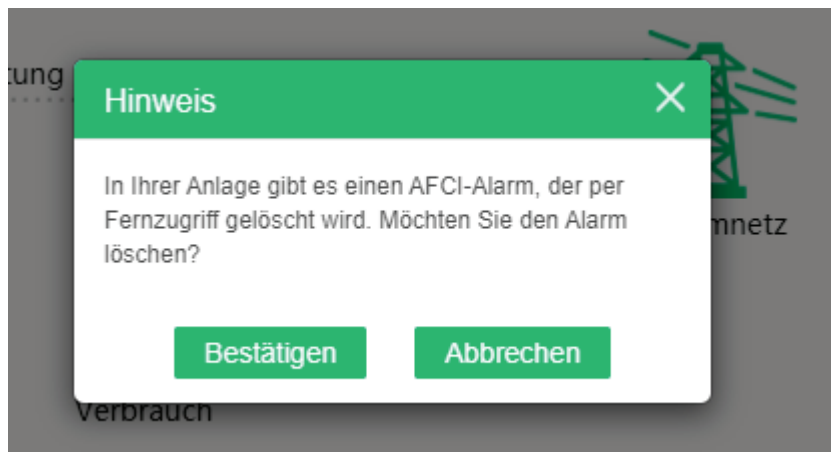 tung
Hinweis
In Ihrer Anlage gibt es einen AFCI-Alarm, der per
Fernzugriff gelöscht wird. Möchten Sie den Alarm
löschen?
mnetz
Bestätigen Abbrechen
Verbrauch